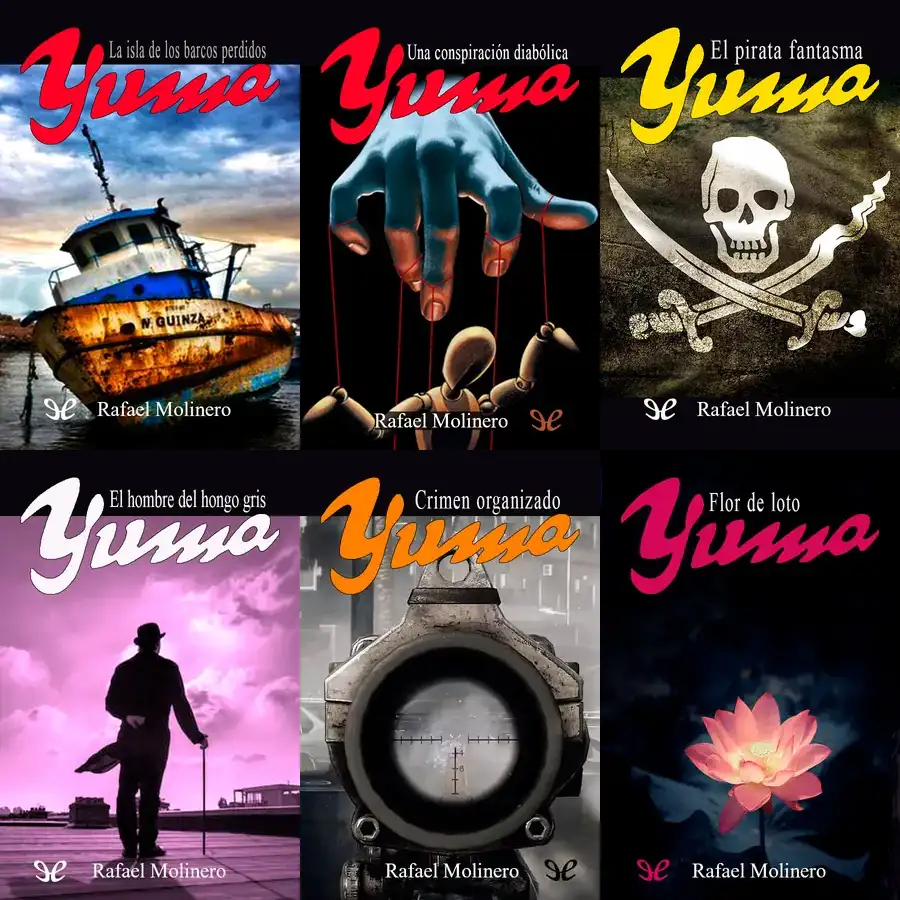 La isla de los barcos perdidos
Yuma
N GUINZA
Rafael Molinero
Una conspiración diabólica
Yuma
Rafael Molinero
El pirata fantasma
Yuma
Rafael Molinero
El hombre del hongo gris
Yuma
Rafael Molinero
Crimen organizado
Yuma
Rafael Molinero
Flor de loto
Yuma
Rafael Molinero